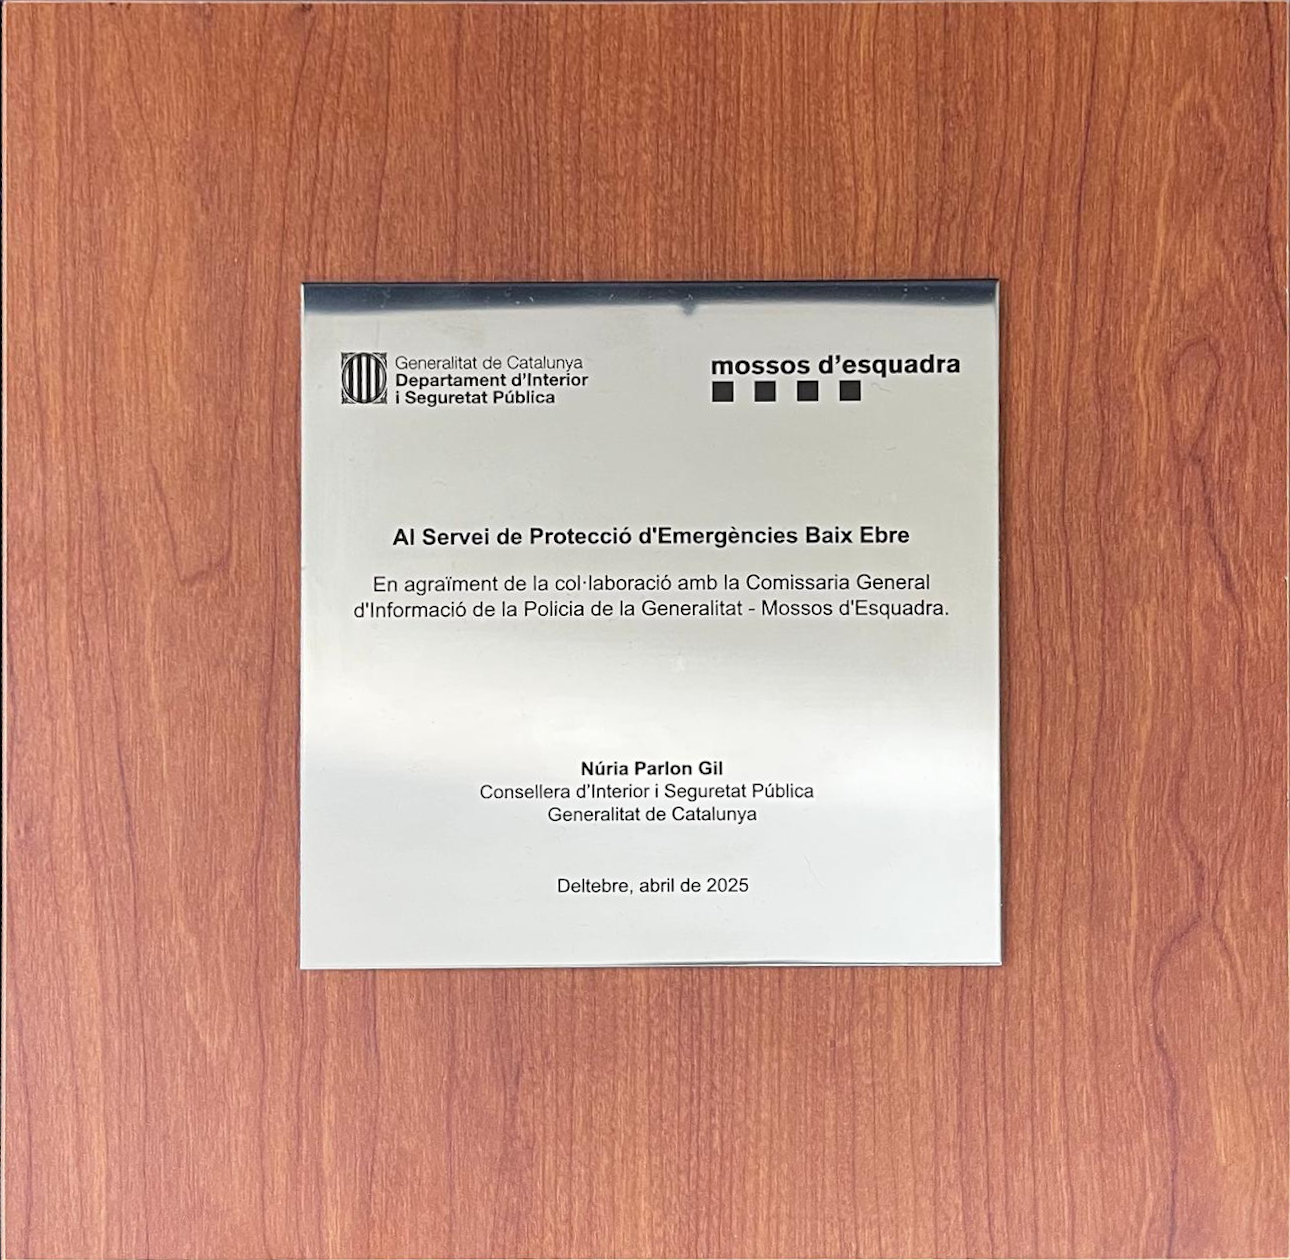 Generalitat de Catalunya
Departament d'Interior
i Seguretat Pública
mossos d'esquadra
Al Servei de Protecció d'Emergències Baix Ebre
En agraïment de la col·laboració amb la Comissaria General
d'Informació de la Policia de la Generalitat - Mossos d'Esquadra.
Núria Parlon Gil
Consellera d'Interior i Seguretat Pública
Generalitat de Catalunya
Deltebre, abril de 2025